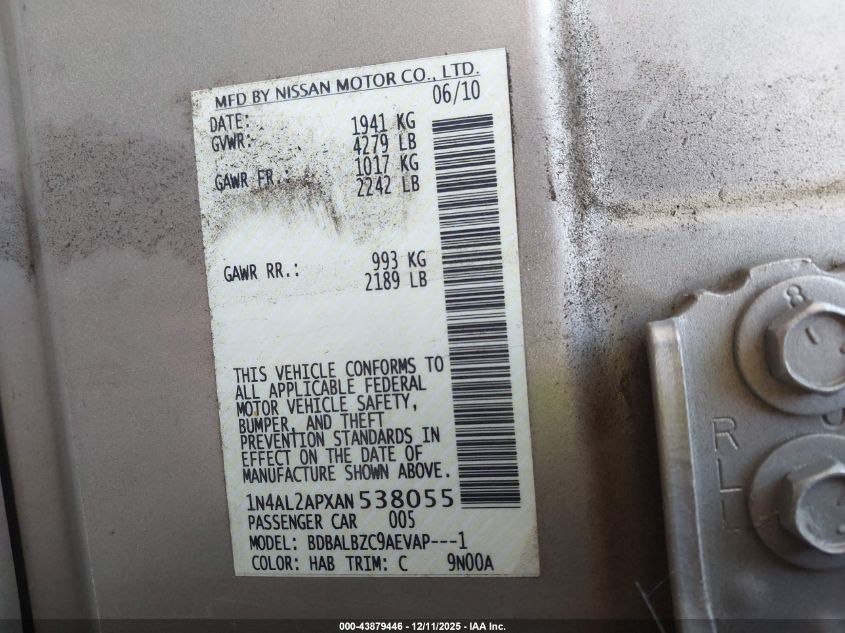 MFD BY NISSAN MOTOR CO., LTD.
DATE: 06/10
GVWR: 1941 KG
4279 LB
GAWR FR.: 1017 KG
2242 LB
GAWR RR.: 993 KG
2189 LB
THIS VEHICLE CONFORMS TO
ALL APPLICABLE FEDERAL
MOTOR VEHICLE SAFETY,
BUMPER, AND THEFT
PREVENTION STANDARDS IN
EFFECT ON THE DATE OF
MANUFACTURE SHOWN ABOVE.
1N4AL2APXAN538055
PASSENGER CAR 005
MODEL: BDBALBZC9AEVAP---1
COLOR: HAB TRIM: C 9N00A
8
RLL
000-43879446 - 12/11/2025 - IAA Inc.